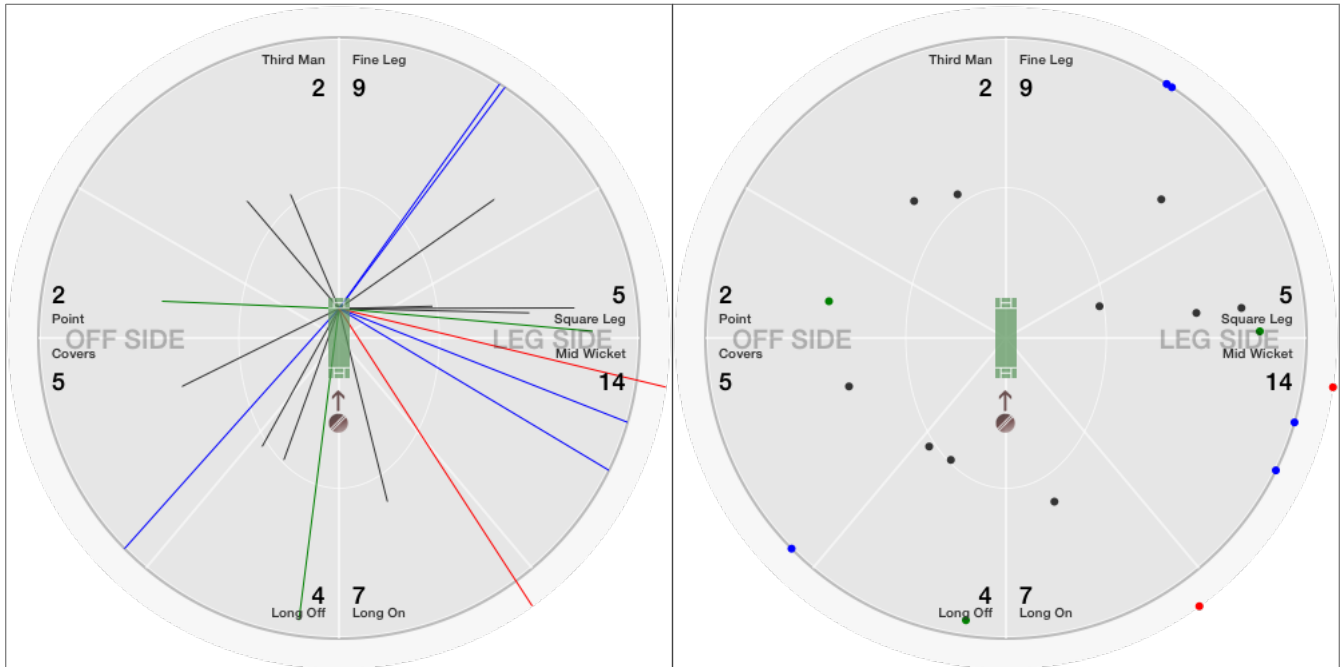 Third Man Fine Leg
2 9
2 5
Point Square Leg
OFF SIDE LEG SIDE
Covers Mid Wicket
5 14
4 7
Long Off Long On
Third Man Fine Leg
2 9
2 5
Point Square Leg
OFF SIDE LEG SIDE
Covers Mid Wicket
5 14
4 7
Long Off Long On